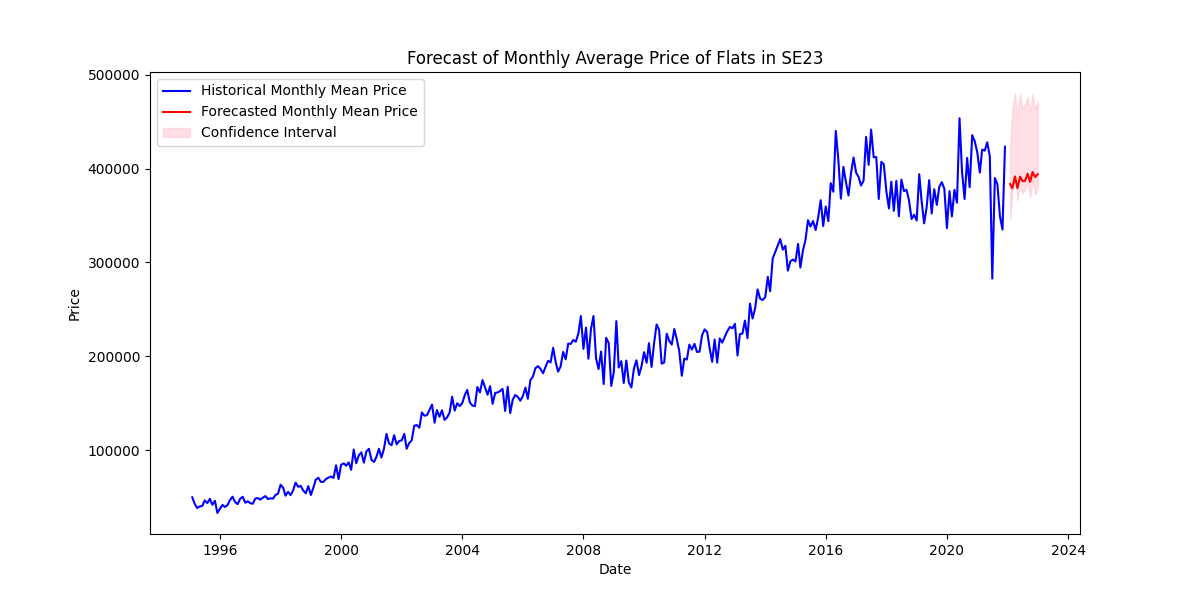 Forecast of Monthly Average Price of Flats in SE23
Historical Monthly Mean Price
Forecasted Monthly Mean Price
Confidence Interval
500000
400000
300000
200000
100000
Price
1996 2000 2004 2008 2012 2016 2020 2024
Date